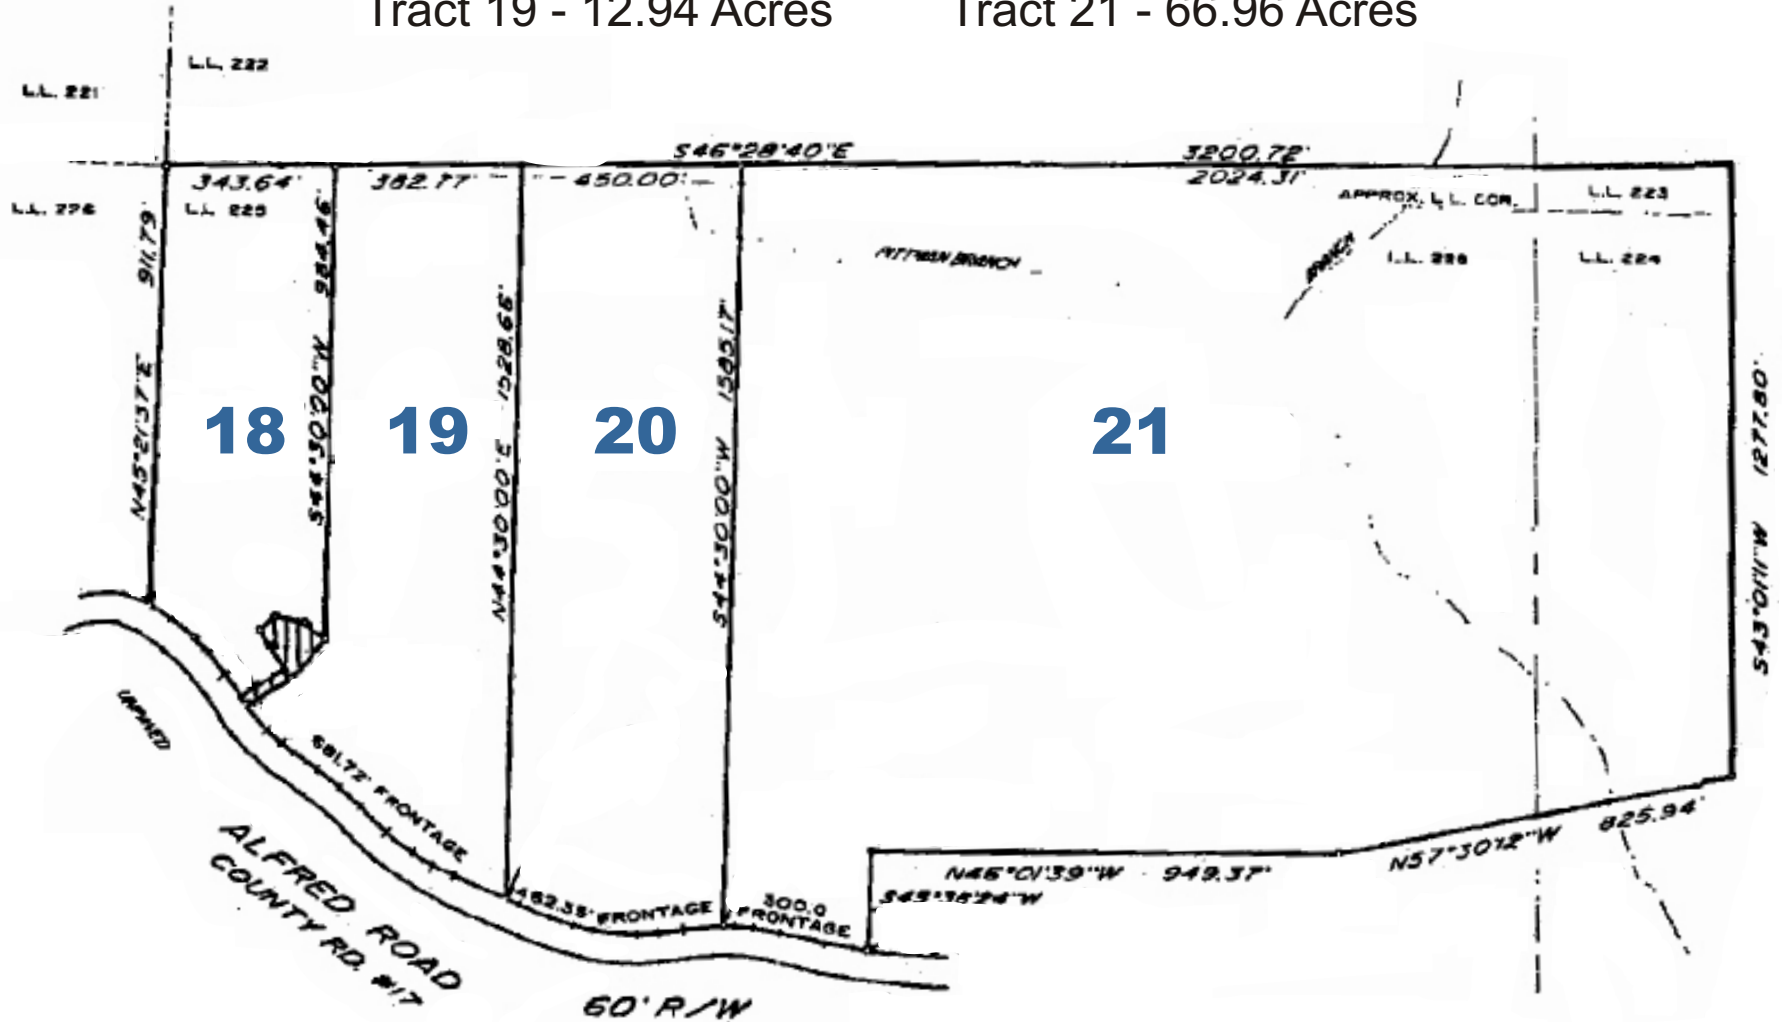 Tract 19 - 12.94 Acres
Tract 21 - 66.96 Acres
L.L. 222
L.L. 221
S46°28'40"E
3200.72'
343.64'
382.77'
450.00'
2024.31'
APPROX. L.L. COR.
L.L. 223
L.L. 276
L.L. 225
911.79'
N45°21'37"E
984.46'
S44°30'00"W
1528.66'
N44°30'00"E
1585.17'
S44°30'00"W
PITTMAN BRANCH
BRANCH
L.L. 224
18
19
20
21
1277.80'
S43°01'11"W
UNPAVED
681.72' FRONTAGE
462.35' FRONTAGE
300.0
FRONTAGE
N46°01'39"W 949.37'
N57°30'12"W 825.94'
ALFRED ROAD
COUNTY RD. #17
60' R/W